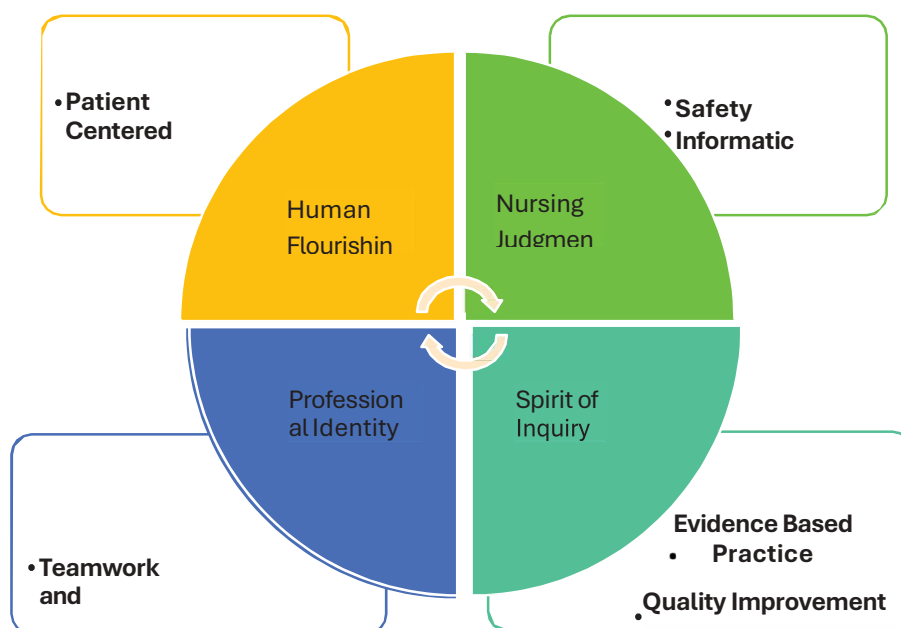 • Patient
Centered
• Safety
• Informatic
Human
Flourishin
Nursing
Judgmen
Profession
al Identity
Spirit of
Inquiry
• Teamwork
and
Evidence Based
• Practice
• Quality Improvement